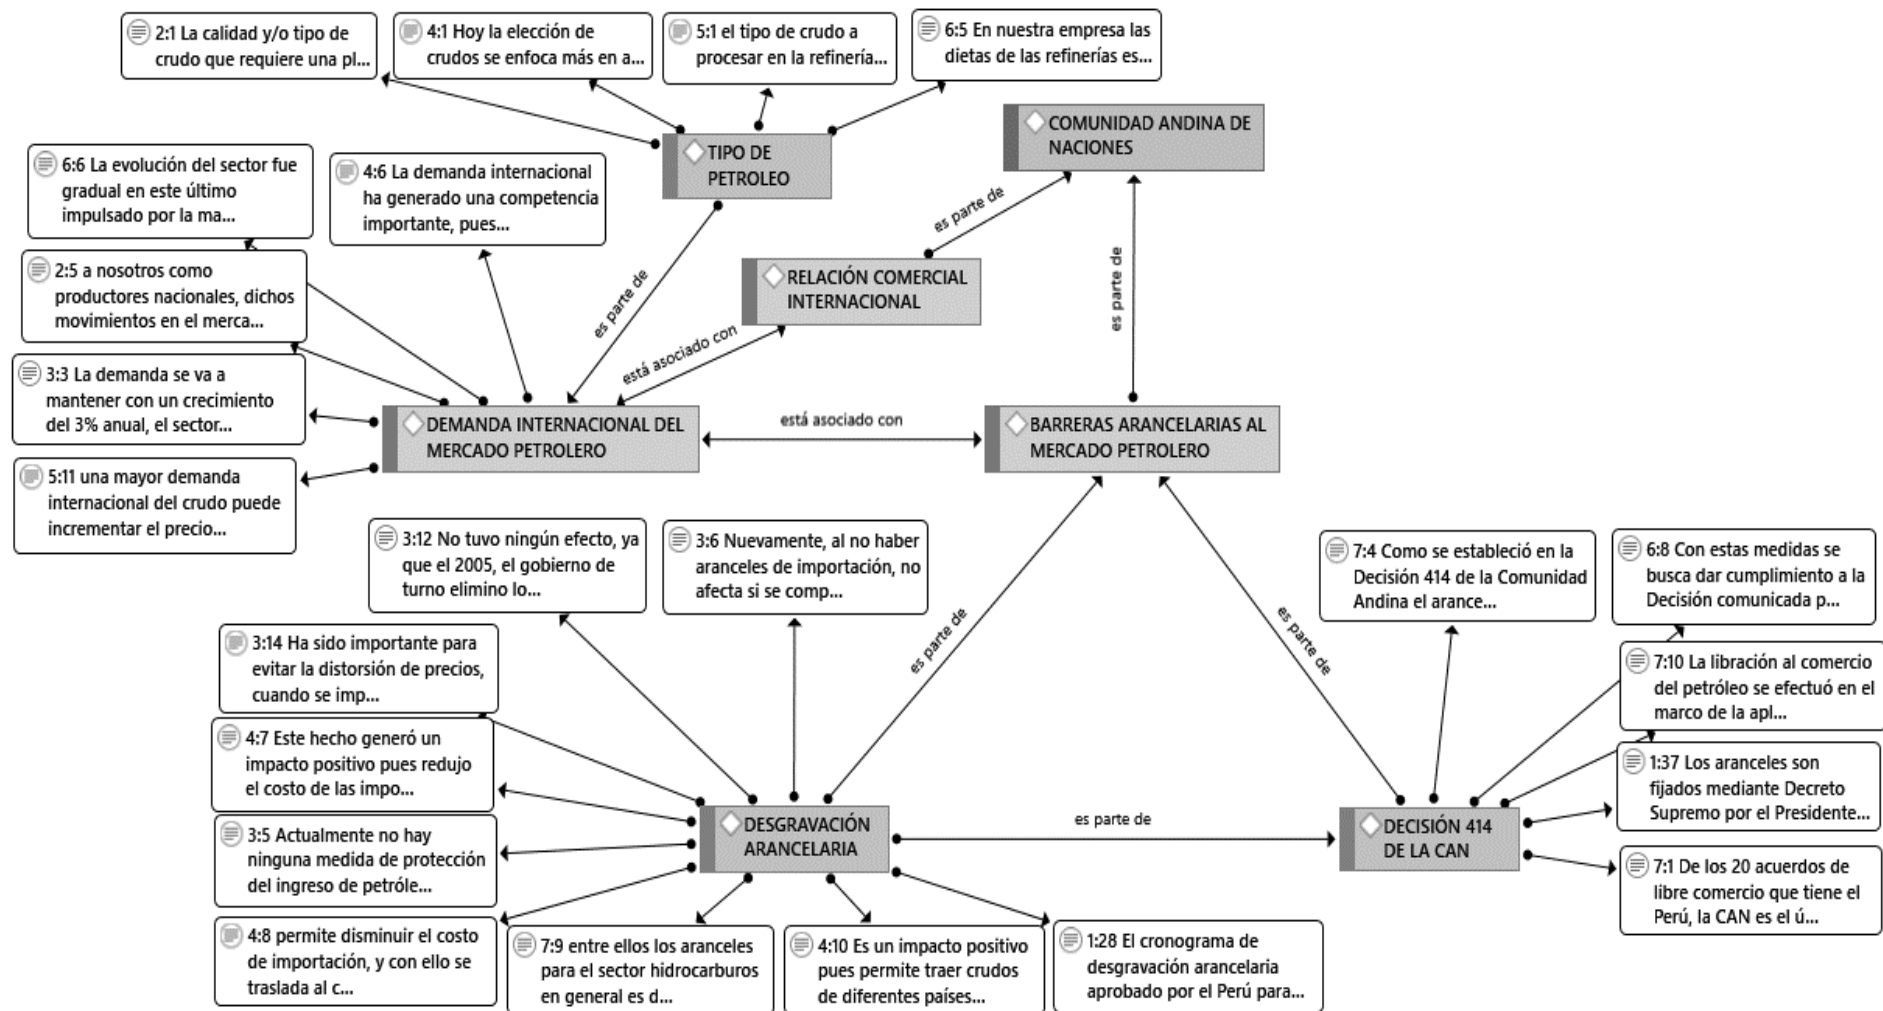 2:1 La calidad y/o tipo de
crudo que requiere una pl...
4:1 Hoy la elección de
crudos se enfoca más en a...
5:1 el tipo de crudo a
procesar en la refinería...
6:5 En nuestra empresa las
dietas de las refinerías es...
COMUNIDAD ANDINA DE
NACIONES
TIPO DE
PETROLEO
6:6 La evolución del sector fue
gradual en este último
impulsado por la ma...
4:6 La demanda internacional
ha generado una competencia
importante, pues...
es parte de
RELACIÓN COMERCIAL
INTERNACIONAL
es parte de
es parte de
2:5 a nosotros como
productores nacionales, dichos
movimientos en el merca...
está asociado con
3:3 La demanda se va a
mantener con un crecimiento
del 3% anual, el sector...
DEMANDA INTERNACIONAL DEL
MERCADO PETROLERO
está asociado con
BARRERAS ARANCELARIAS AL
MERCADO PETROLERO
5:11 una mayor demanda
internacional del crudo puede
incrementar el precio...
3:12 No tuvo ningún efecto, ya
que el 2005, el gobierno de
turno elimino lo...
3:6 Nuevamente, al no haber
aranceles de importación, no
afecta si se comp...
7:4 Como se estableció en la
Decisión 414 de la Comunidad
Andina el arance...
6:8 Con estas medidas se
busca dar cumplimiento a la
Decisión comunicada p...
es parte de
es parte de
3:14 Ha sido importante para
evitar la distorsión de precios,
cuando se imp...
7:10 La libración al comercio
del petróleo se efectuó en el
marco de la apl...
4:7 Este hecho generó un
impacto positivo pues redujo
el costo de las impo...
1:37 Los aranceles son
fijados mediante Decreto
Supremo por el Presidente...
DESGRAVACIÓN
ARANCELARIA
es parte de
DECISIÓN 414
DE LA CAN
3:5 Actualmente no hay
ninguna medida de protección
del ingreso de petróle...
7:1 De los 20 acuerdos de
libre comercio que tiene el
Perú, la CAN es el ú...
4:8 permite disminuir el costo
de importación, y con ello se
traslada al c...
7:9 entre ellos los aranceles
para el sector hidrocarburos
en general es d...
4:10 Es un impacto positivo
pues permite traer crudos
de diferentes países...
1:28 El cronograma de
desgravación arancelaria
aprobado por el Perú para...